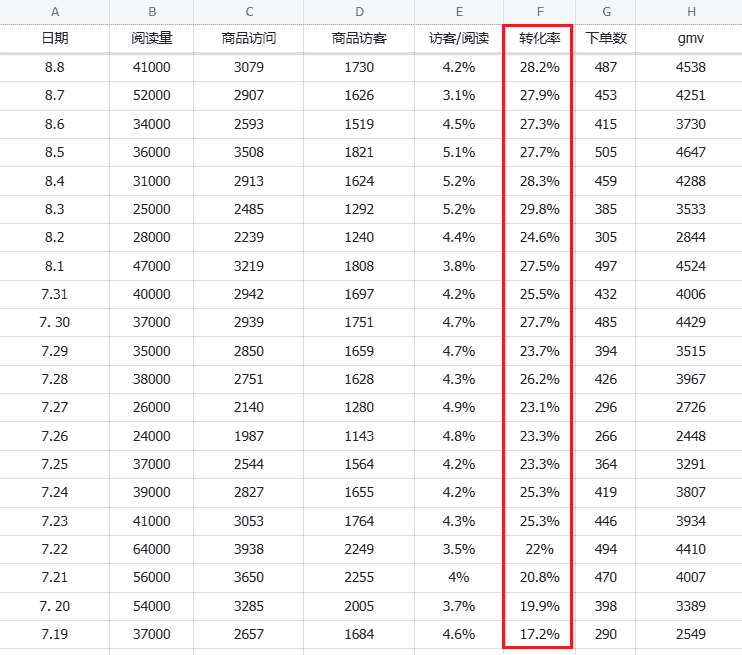 A B C D E F G H
日期 阅读量 商品访问 商品访客 访客/阅读 转化率 下单数 gmv
8.8 41000 3079 1730 4.2% 28.2% 487 4538
8.7 52000 2907 1626 3.1% 27.9% 453 4251
8.6 34000 2593 1519 4.5% 27.3% 415 3730
8.5 36000 3508 1821 5.1% 27.7% 505 4647
8.4 31000 2913 1624 5.2% 28.3% 459 4288
8.3 25000 2485 1292 5.2% 29.8% 385 3533
8.2 28000 2239 1240 4.4% 24.6% 305 2844
8.1 47000 3219 1808 3.8% 27.5% 497 4524
7.31 40000 2942 1697 4.2% 25.5% 432 4006
7. 30 37000 2939 1751 4.7% 27.7% 485 4429
7.29 35000 2850 1659 4.7% 23.7% 394 3515
7.28 38000 2751 1628 4.3% 26.2% 426 3967
7.27 26000 2140 1280 4.9% 23.1% 296 2726
7.26 24000 1987 1143 4.8% 23.3% 266 2448
7.25 37000 2544 1564 4.2% 23.3% 364 3291
7.24 39000 2827 1655 4.2% 25.3% 419 3807
7.23 41000 3053 1764 4.3% 25.3% 446 3934
7.22 64000 3938 2249 3.5% 22% 494 4410
7.21 56000 3650 2255 4% 20.8% 470 4007
7. 20 54000 3285 2005 3.7% 19.9% 398 3389
7.19 37000 2657 1684 4.6% 17.2% 290 2549